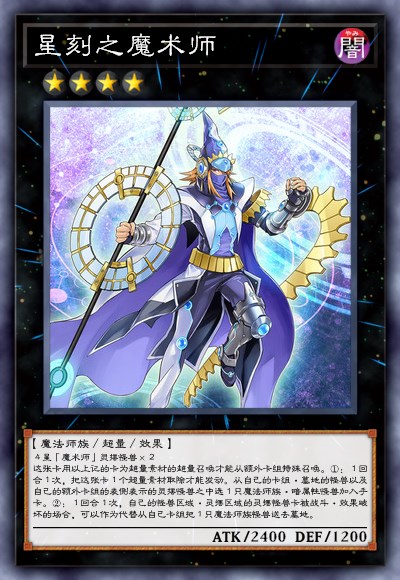 星刻之魔术师
やみ
闇
【魔法师族／超量／效果】
4星「魔术师」灵摆怪兽×2
这张卡用以上记的卡为超量素材的超量召唤才能从额外卡组特殊召唤。①：1回
合1次，把这张卡1个超量素材取除才能发动。从自己的卡组·墓地的怪兽以及
自己的额外卡组的表侧表示的灵摆怪兽之中选1只魔法师族·暗属性怪兽加入手
卡。②：1回合1次，自己的怪兽区域·灵摆区域的灵摆怪兽卡被战斗·效果破
坏的场合，可以作为代替从自己卡组把1只魔法师族怪兽送去墓地。
ATK/2400 DEF/1200